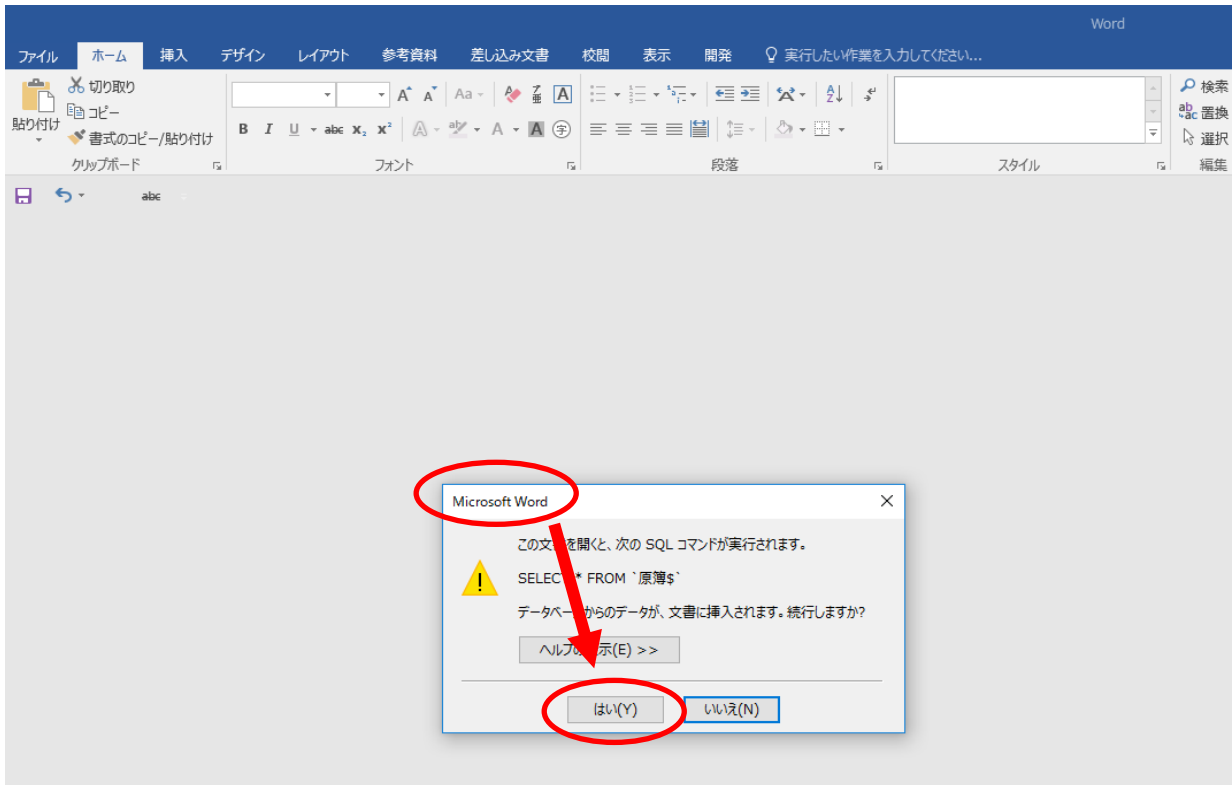 Word
ファイル ホーム 挿入 デザイン レイアウト 参考資料 差し込み文書 校閲 表示 開発 実行したい作業を入力してください...
切り取り
コピー
書式のコピー/貼り付け
貼り付け
クリップボード
Aa
A
B I U abc x₂ x² A aby A A 字
フォント
段落
スタイル
検索
置換
選択
編集
abc
Microsoft Word
この文 を開くと、次の SQL コマンドが実行されます。
SELEC * FROM `原簿$`
データベー からのデータが、文書に挿入されます。続行しますか?
ヘルプの 示(E) >>
はい(Y) いいえ(N)